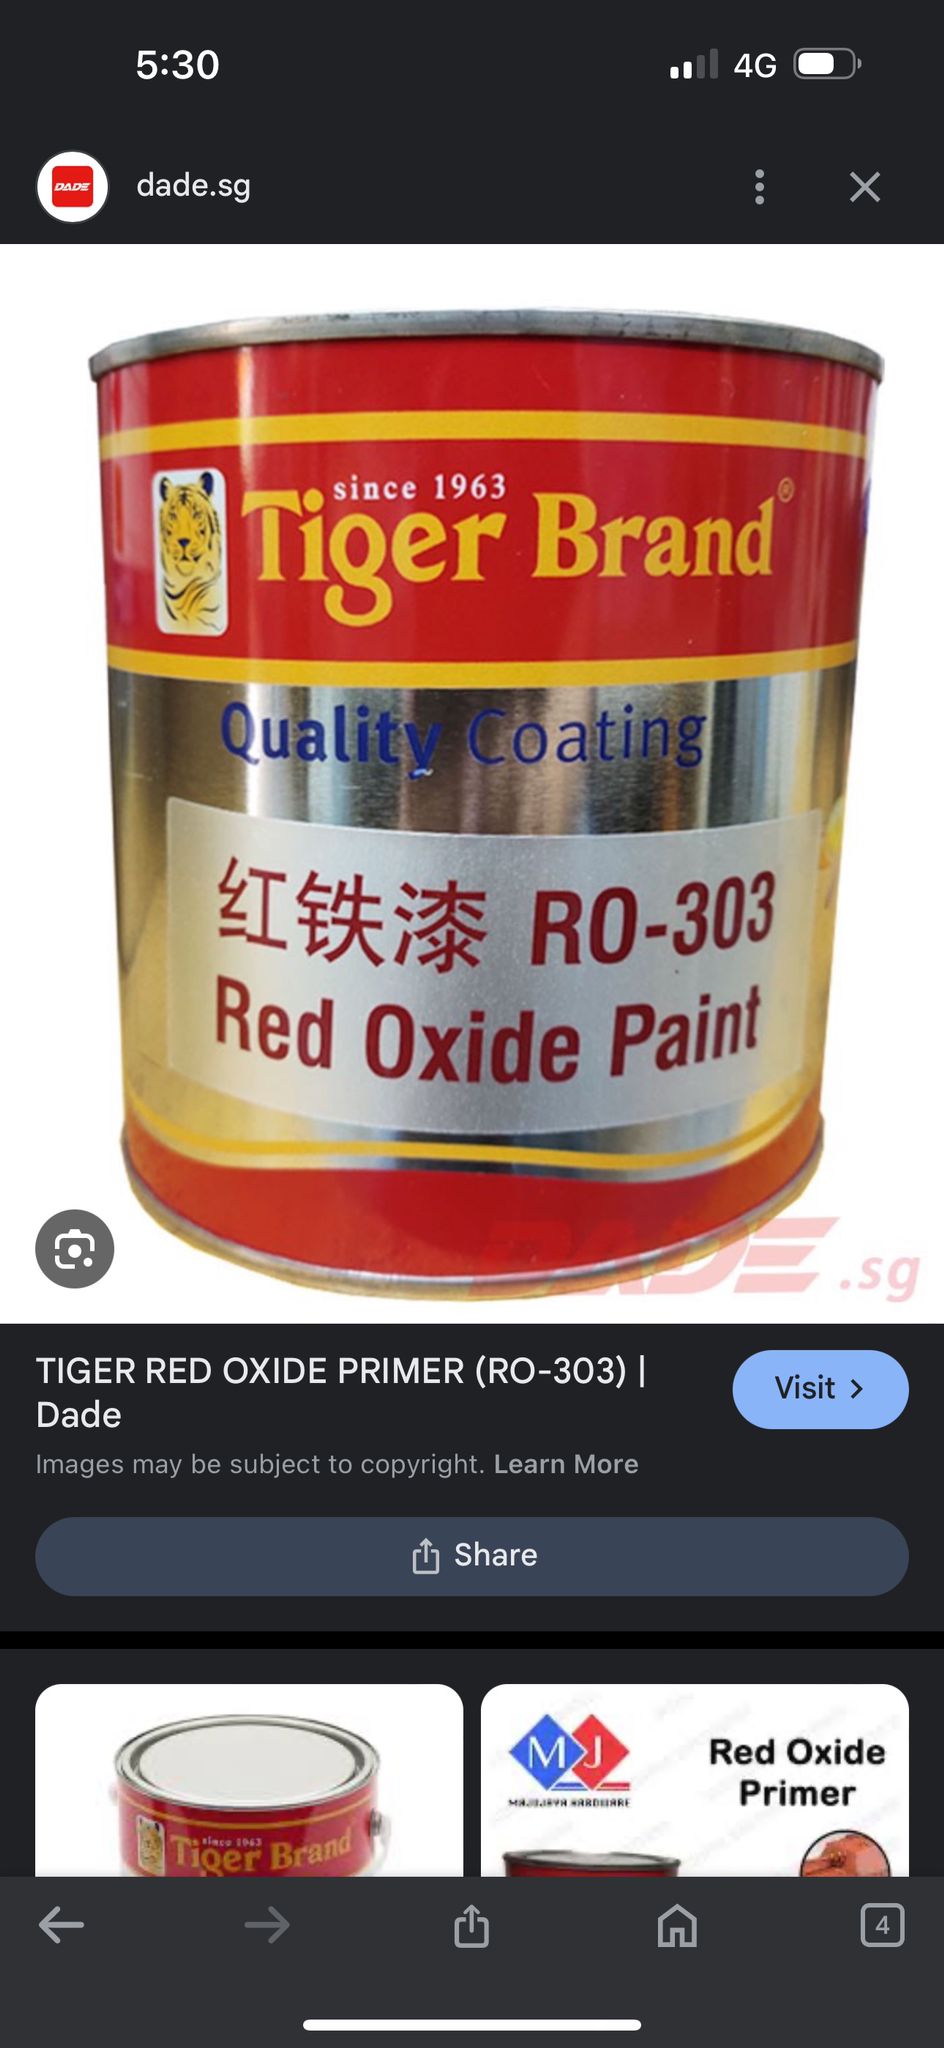 5:30
4G
DADE
dade.sg
since 1963
Tiger Brand®
Quality Coating
红铁漆 RO-303
Red Oxide Paint
DADE.sg
TIGER RED OXIDE PRIMER (RO-303) |
Dade
Visit
Images may be subject to copyright. Learn More
Share
since 1963
Tiger Brand
MJ
MAJUJAYA HARDWARE
Red Oxide
Primer
4